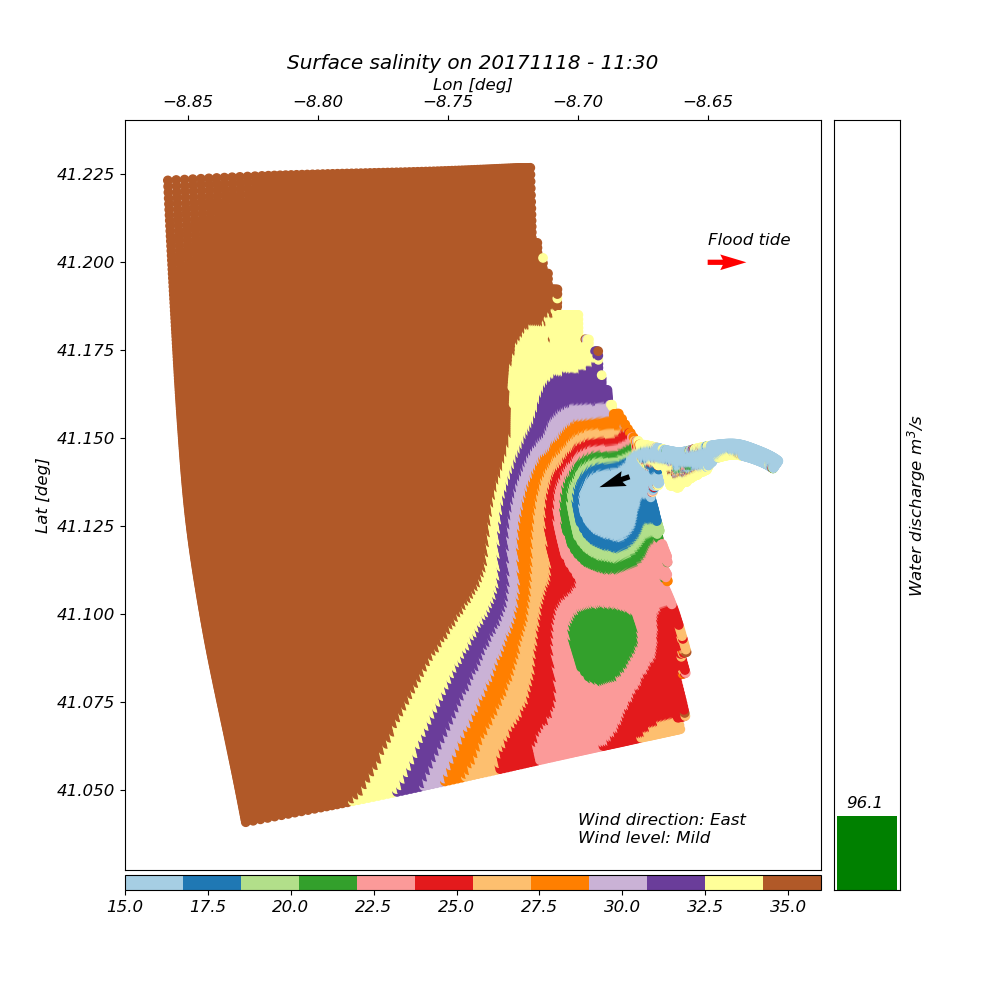 Surface salinity on 20171118 - 11:30
Lon [deg]
−8.85 −8.80 −8.75 −8.70 −8.65
41.225
41.200
41.175
41.150
41.125
41.100
41.075
41.050
Lat [deg]
Flood tide
Wind direction: East
Wind level: Mild
Water discharge m³/s
96.1
15.0 17.5 20.0 22.5 25.0 27.5 30.0 32.5 35.0